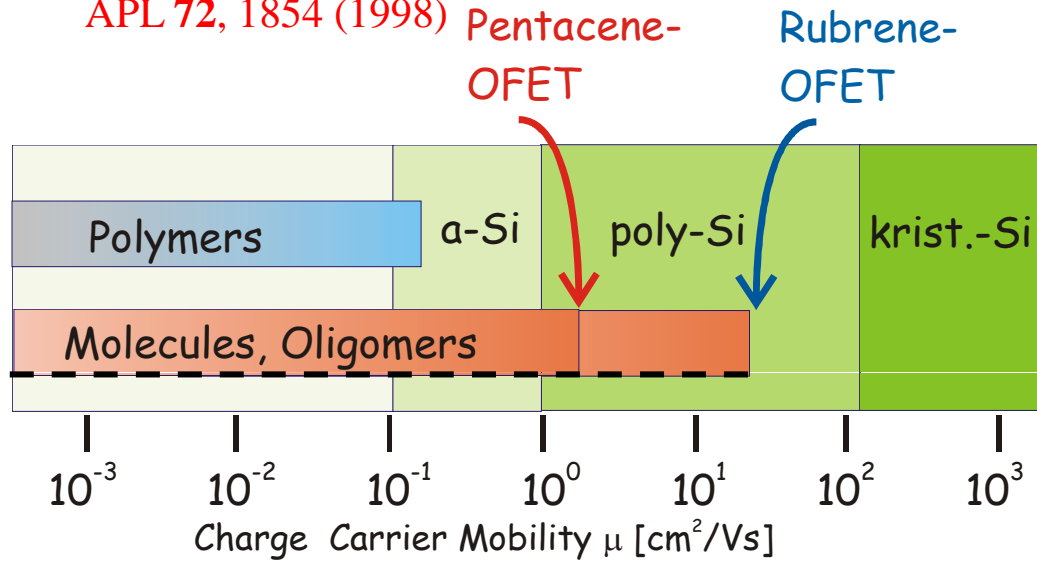 APL 72, 1854 (1998)
Pentacene-
OFET
Rubrene-
OFET
Polymers
a-Si
poly-Si
krist.-Si
Molecules, Oligomers
10⁻³ 10⁻² 10⁻¹ 10⁰ 10¹ 10² 10³
Charge Carrier Mobility μ [cm²/Vs]